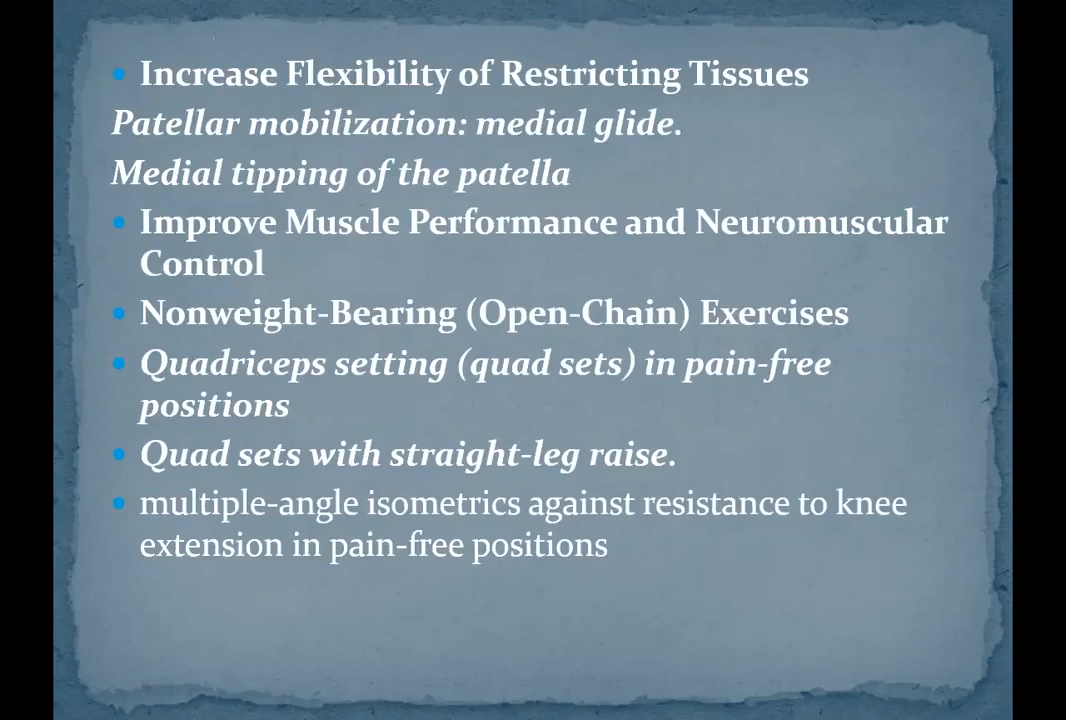 • Increase Flexibility of Restricting Tissues
Patellar mobilization: medial glide.
Medial tipping of the patella
• Improve Muscle Performance and Neuromuscular
Control
• Nonweight-Bearing (Open-Chain) Exercises
• Quadriceps setting (quad sets) in pain-free
positions
• Quad sets with straight-leg raise.
• multiple-angle isometrics against resistance to knee
extension in pain-free positions